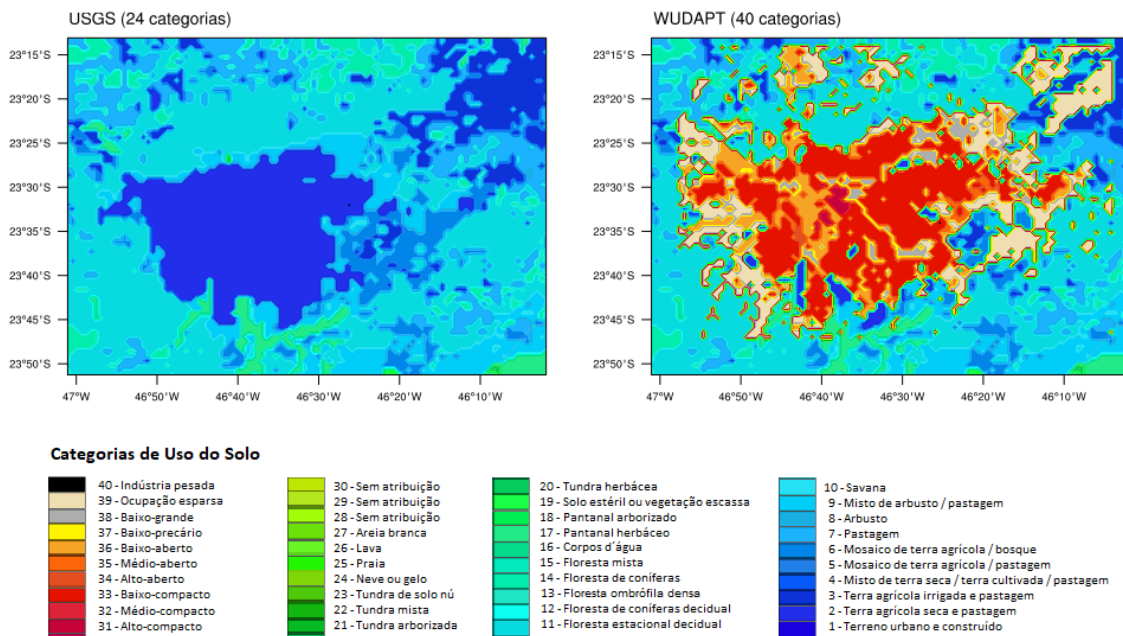 USGS (24 categorias)
23°15'S
23°20'S
23°25'S
23°30'S
23°35'S
23°40'S
23°45'S
23°50'S
47°W
46°50'W
46°40'W
46°30'W
46°20'W
46°10'W
WUDAPT (40 categorias)
23°15'S
23°20'S
23°25'S
23°30'S
23°35'S
23°40'S
23°45'S
23°50'S
47°W
46°50'W
46°40'W
46°30'W
46°20'W
46°10'W
Categorias de Uso do Solo
40 - Indústria pesada
39 - Ocupação esparsa
38 - Baixo-grande
37 - Baixo-precário
36 - Baixo-aberto
35 - Médio-aberto
34 - Alto-aberto
33 - Baixo-compacto
32 - Médio-compacto
31 - Alto-compacto
30 - Sem atribuição
29 - Sem atribuição
28 - Sem atribuição
27 - Areia branca
26 - Lava
25 - Praia
24 - Neve ou gelo
23 - Tundra de solo nú
22 - Tundra mista
21 - Tundra arborizada
20 - Tundra herbácea
19 - Solo estéril ou vegetação escassa
18 - Pantanal arborizado
17 - Pantanal herbáceo
16 - Corpos d´água
15 - Floresta mista
14 - Floresta de coníferas
13 - Floresta ombrófila densa
12 - Floresta de coníferas decidual
11 - Floresta estacional decidual
10 - Savana
9 - Misto de arbusto / pastagem
8 - Arbusto
7 - Pastagem
6 - Mosaico de terra agrícola / bosque
5 - Mosaico de terra agrícola / pastagem
4 - Misto de terra seca / terra cultivada / pastagem
3 - Terra agrícola irrigada e pastagem
2 - Terra agrícola seca e pastagem
1 - Terreno urbano e construído